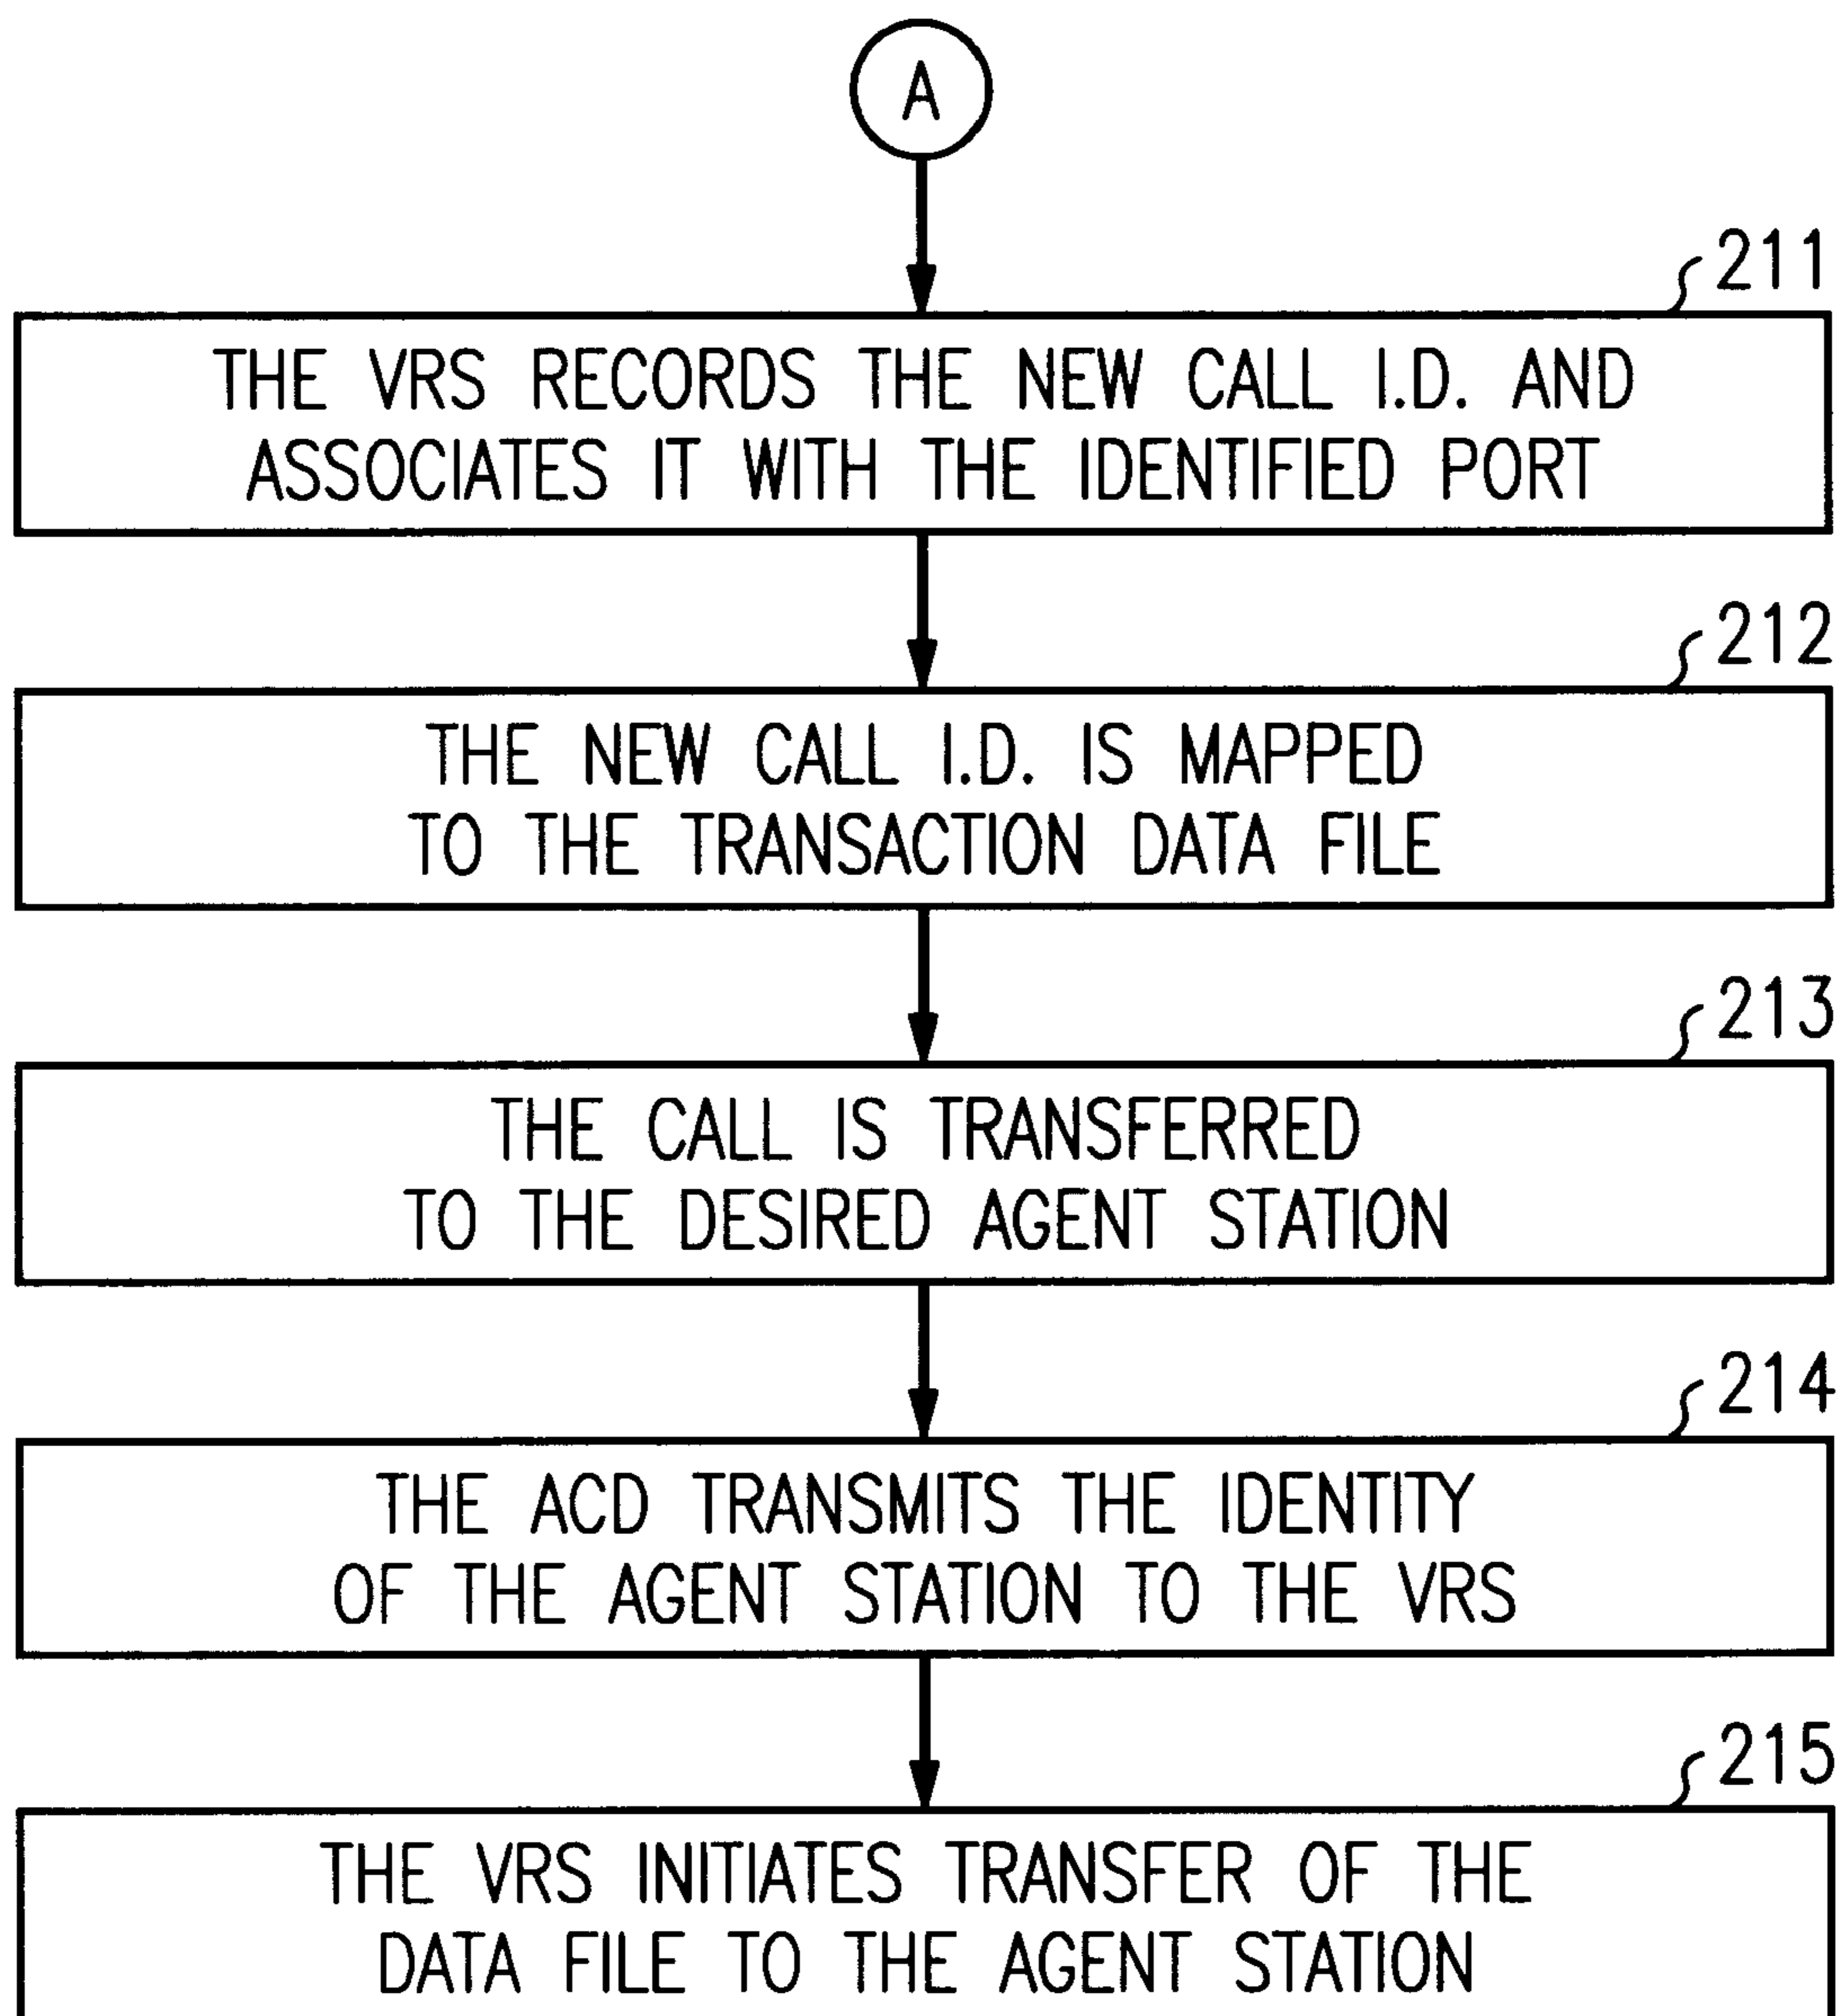 A
211
THE VRS RECORDS THE NEW CALL I.D. AND
ASSOCIATES IT WITH THE IDENTIFIED PORT
212
THE NEW CALL I.D. IS MAPPED
TO THE TRANSACTION DATA FILE
213
THE CALL IS TRANSFERRED
TO THE DESIRED AGENT STATION
214
THE ACD TRANSMITS THE IDENTITY
OF THE AGENT STATION TO THE VRS
215
THE VRS INITIATES TRANSFER OF THE
DATA FILE TO THE AGENT STATION